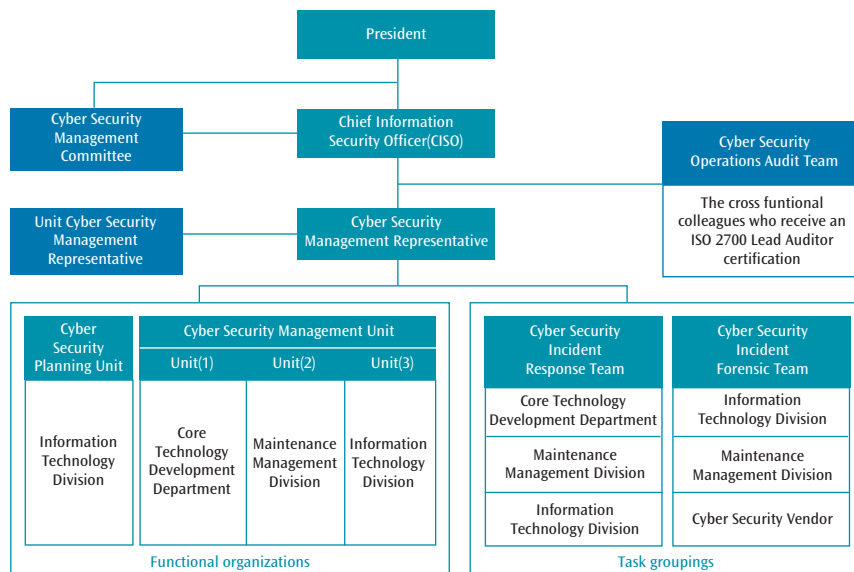 President
Cyber Security
Management
Committee
Chief Information
Security Officer(CISO)
Cyber Security
Operations Audit Team
The cross funtional
colleagues who receive an
ISO 2700 Lead Auditor
certification
Unit Cyber Security
Management
Representative
Cyber Security
Management Representative
Cyber
Security
Planning Unit
Information
Technology
Division
Cyber Security Management Unit
Unit(1)
Unit(2)
Unit(3)
Core
Technology
Development
Department
Maintenance
Management
Division
Information
Technology
Division
Functional organizations
Cyber Security
Incident
Response Team
Core Technology
Development Department
Maintenance
Management Division
Information
Technology Division
Cyber Security
Incident
Forensic Team
Information
Technology Division
Maintenance
Management Division
Cyber Security Vendor
Task groupings